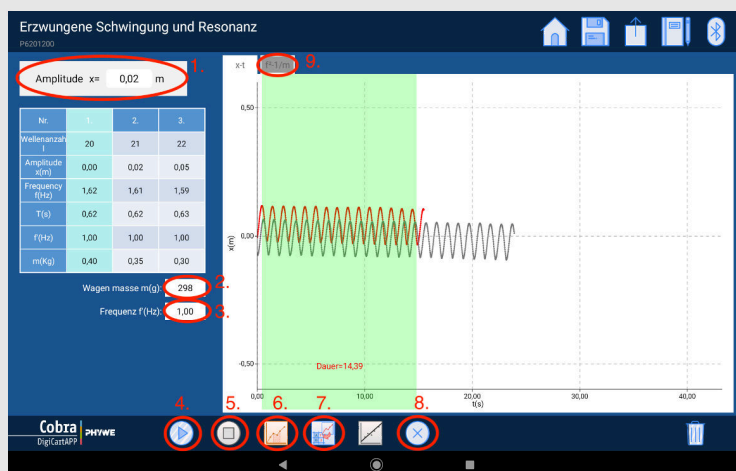 Erzwungene Schwingung und Resonanz
P6201200
Amplitude x= 0,02 m
1.
x-t f²-1/m 9.
Nr. 1. 2. 3.
Wellenanzahl 20 21 22
Amplitude x(m) 0,00 0,02 0,05
Frequency f(Hz) 1,62 1,61 1,59
T(s) 0,62 0,62 0,63
f'(Hz) 1,00 1,00 1,00
m(Kg) 0,40 0,35 0,30
Wagen masse m(g): 298 2.
Frequenz f'(Hz): 1,00 3.
0,50
0,00
-0,50
x(m)
Dauer=14,39
0,00 10,00 20,00 30,00 40,00
t(s)
4. 5. 6. 7. 8.
Cobra
DigiCartAPP
PHYWE